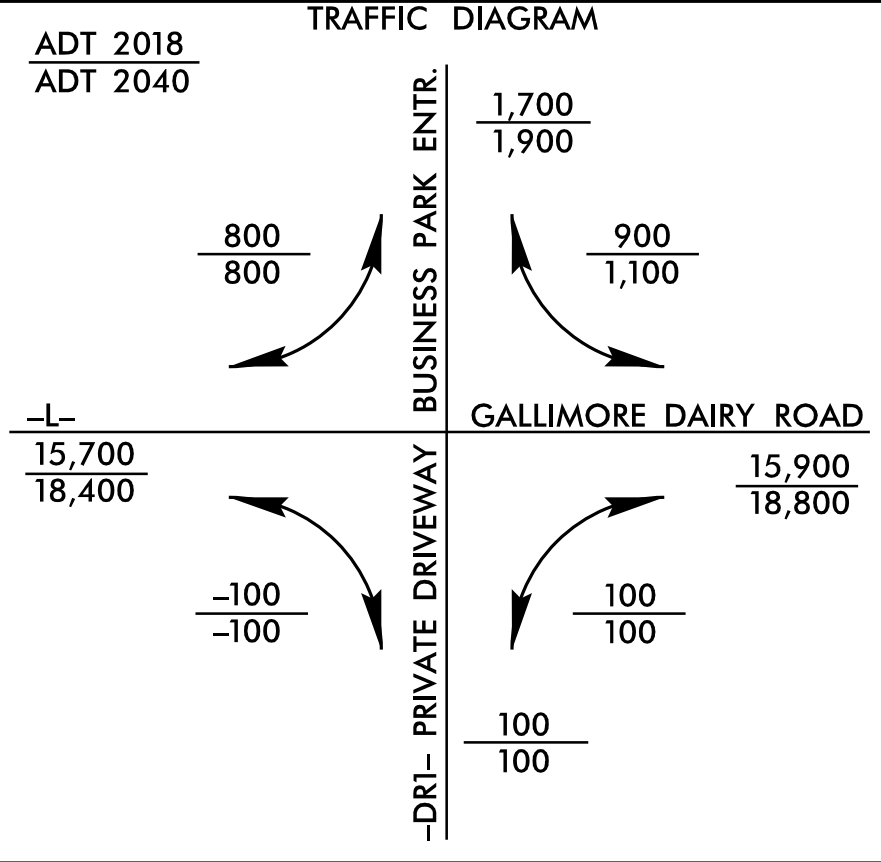 TRAFFIC DIAGRAM
ADT 2018
ADT 2040
BUSINESS PARK ENTR.
1,700
1,900
800
800
900
1,100
–L–
GALLIMORE DAIRY ROAD
15,700
18,400
15,900
18,800
–DR1– PRIVATE DRIVEWAY
–100
–100
100
100
100
100